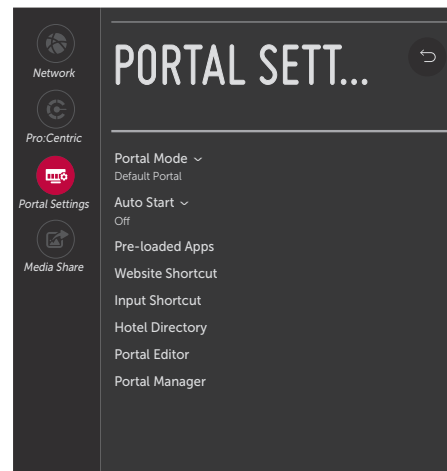 Network
Pro:Centric
Portal Settings
Media Share
PORTAL SETT...
Portal Mode
Default Portal
Auto Start
Off
Pre-loaded Apps
Website Shortcut
Input Shortcut
Hotel Directory
Portal Editor
Portal Manager